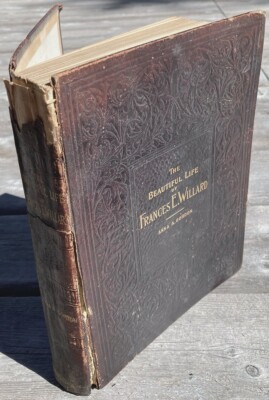 THE
BEAUTIFUL LIFE
OF
FRANCES E. WILLARD
ANNA A. GORDON